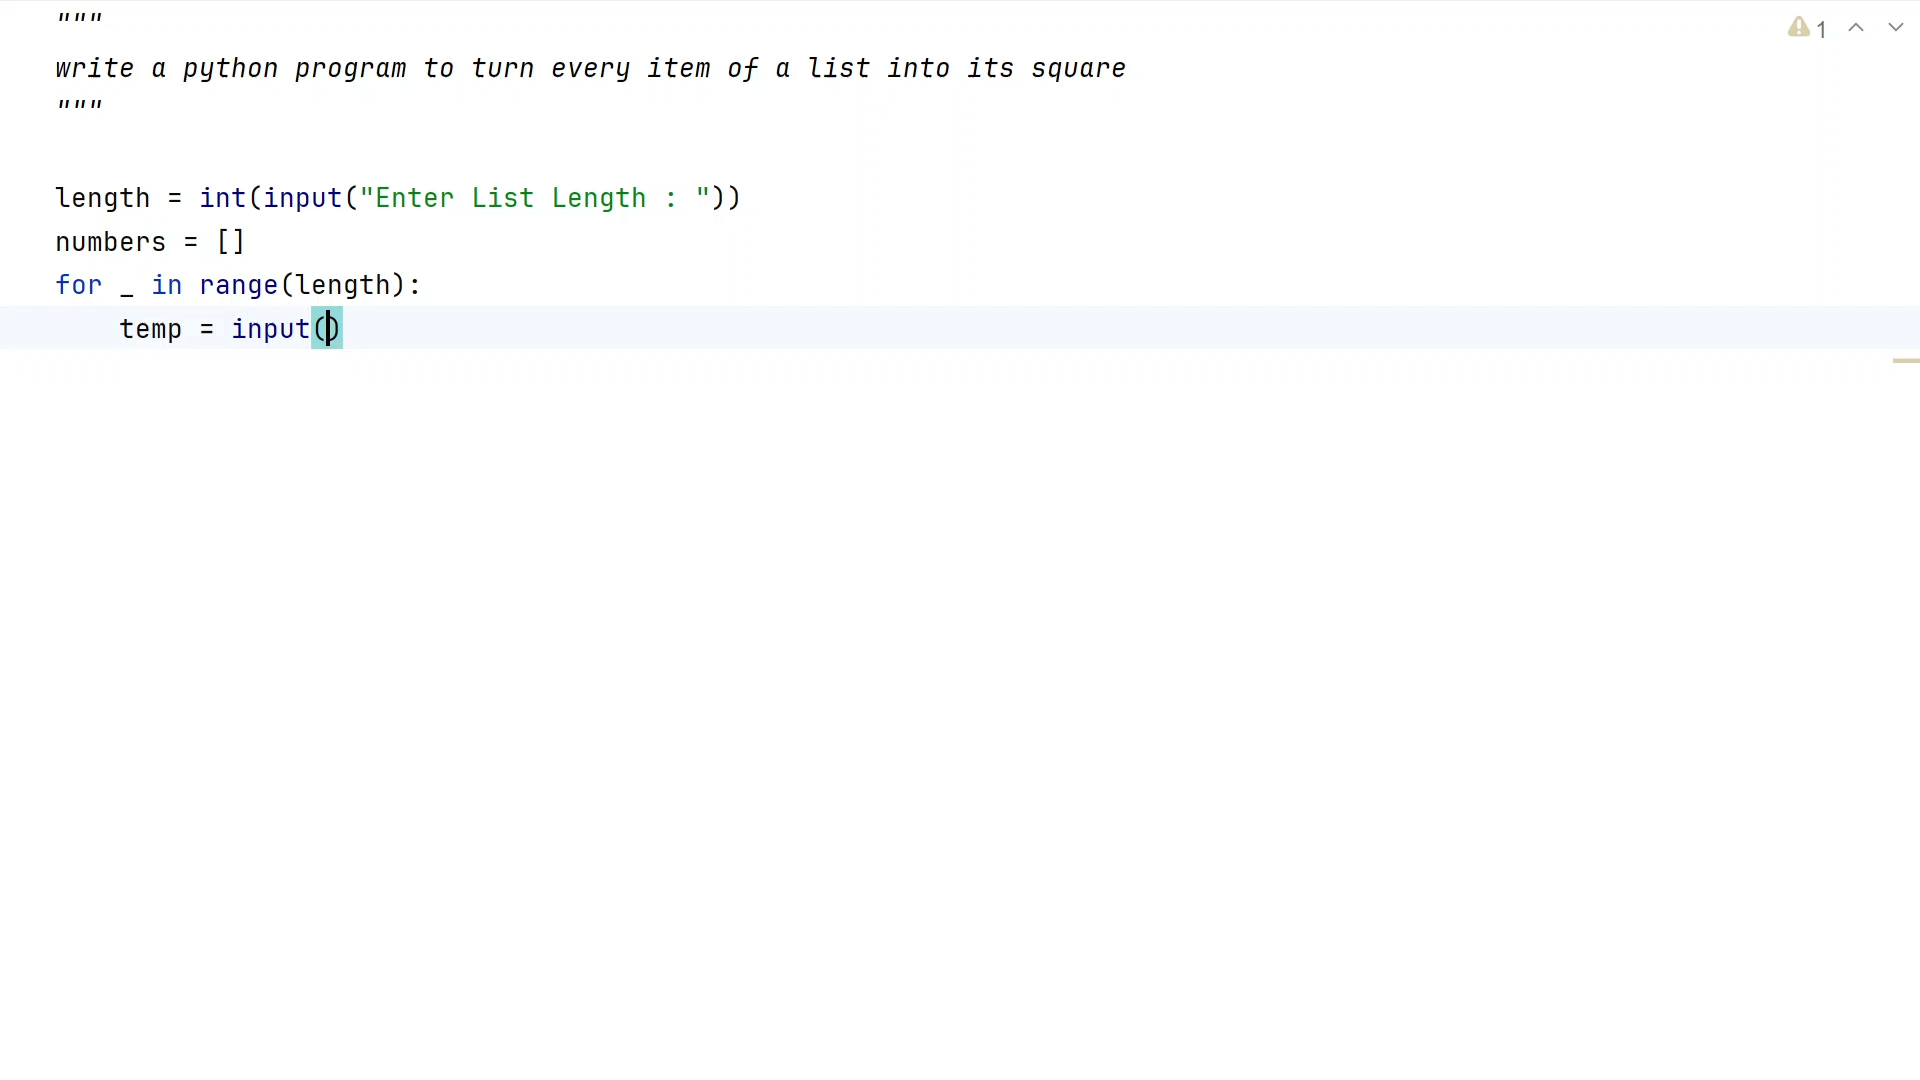 """
1
write a python program to turn every item of a list into its square
"""
length = int(input("Enter List Length : "))
numbers = []
for _ in range(length):
    temp = input()